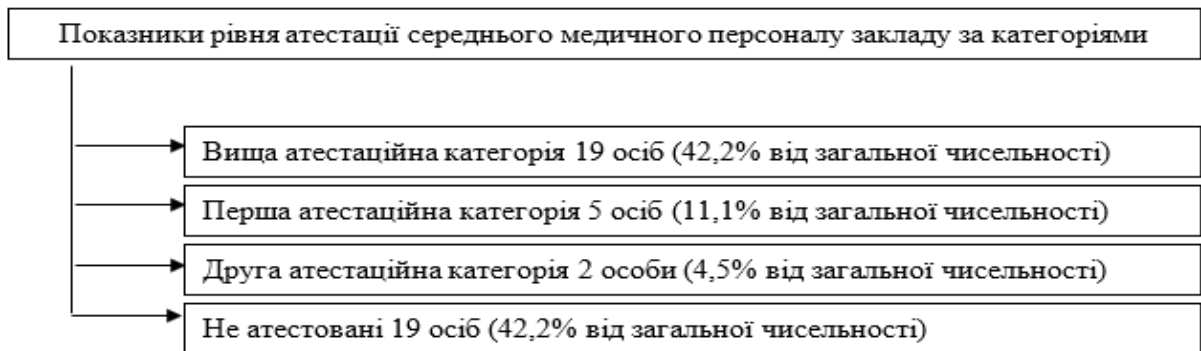 Показники рівня атестації середнього медичного персоналу закладу за категоріями
Вища атестаційна категорія 19 осіб (42,2% від загальної чисельності)
Перша атестаційна категорія 5 осіб (11,1% від загальної чисельності)
Друга атестаційна категорія 2 особи (4,5% від загальної чисельності)
Не атестовані 19 осіб (42,2% від загальної чисельності)